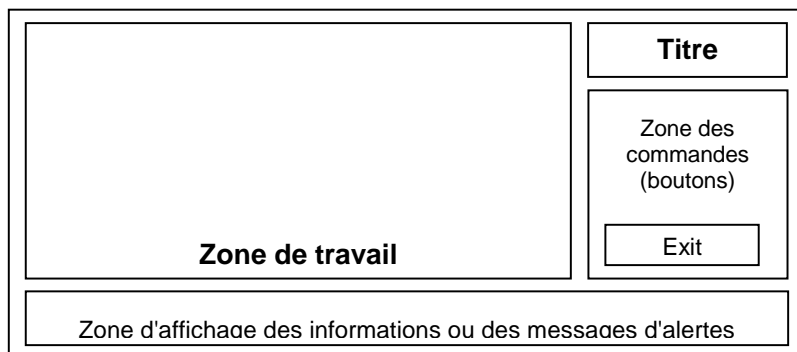 Titre
Zone des
commandes
(boutons)
Exit
Zone de travail
Zone d'affichage des informations ou des messages d'alertes